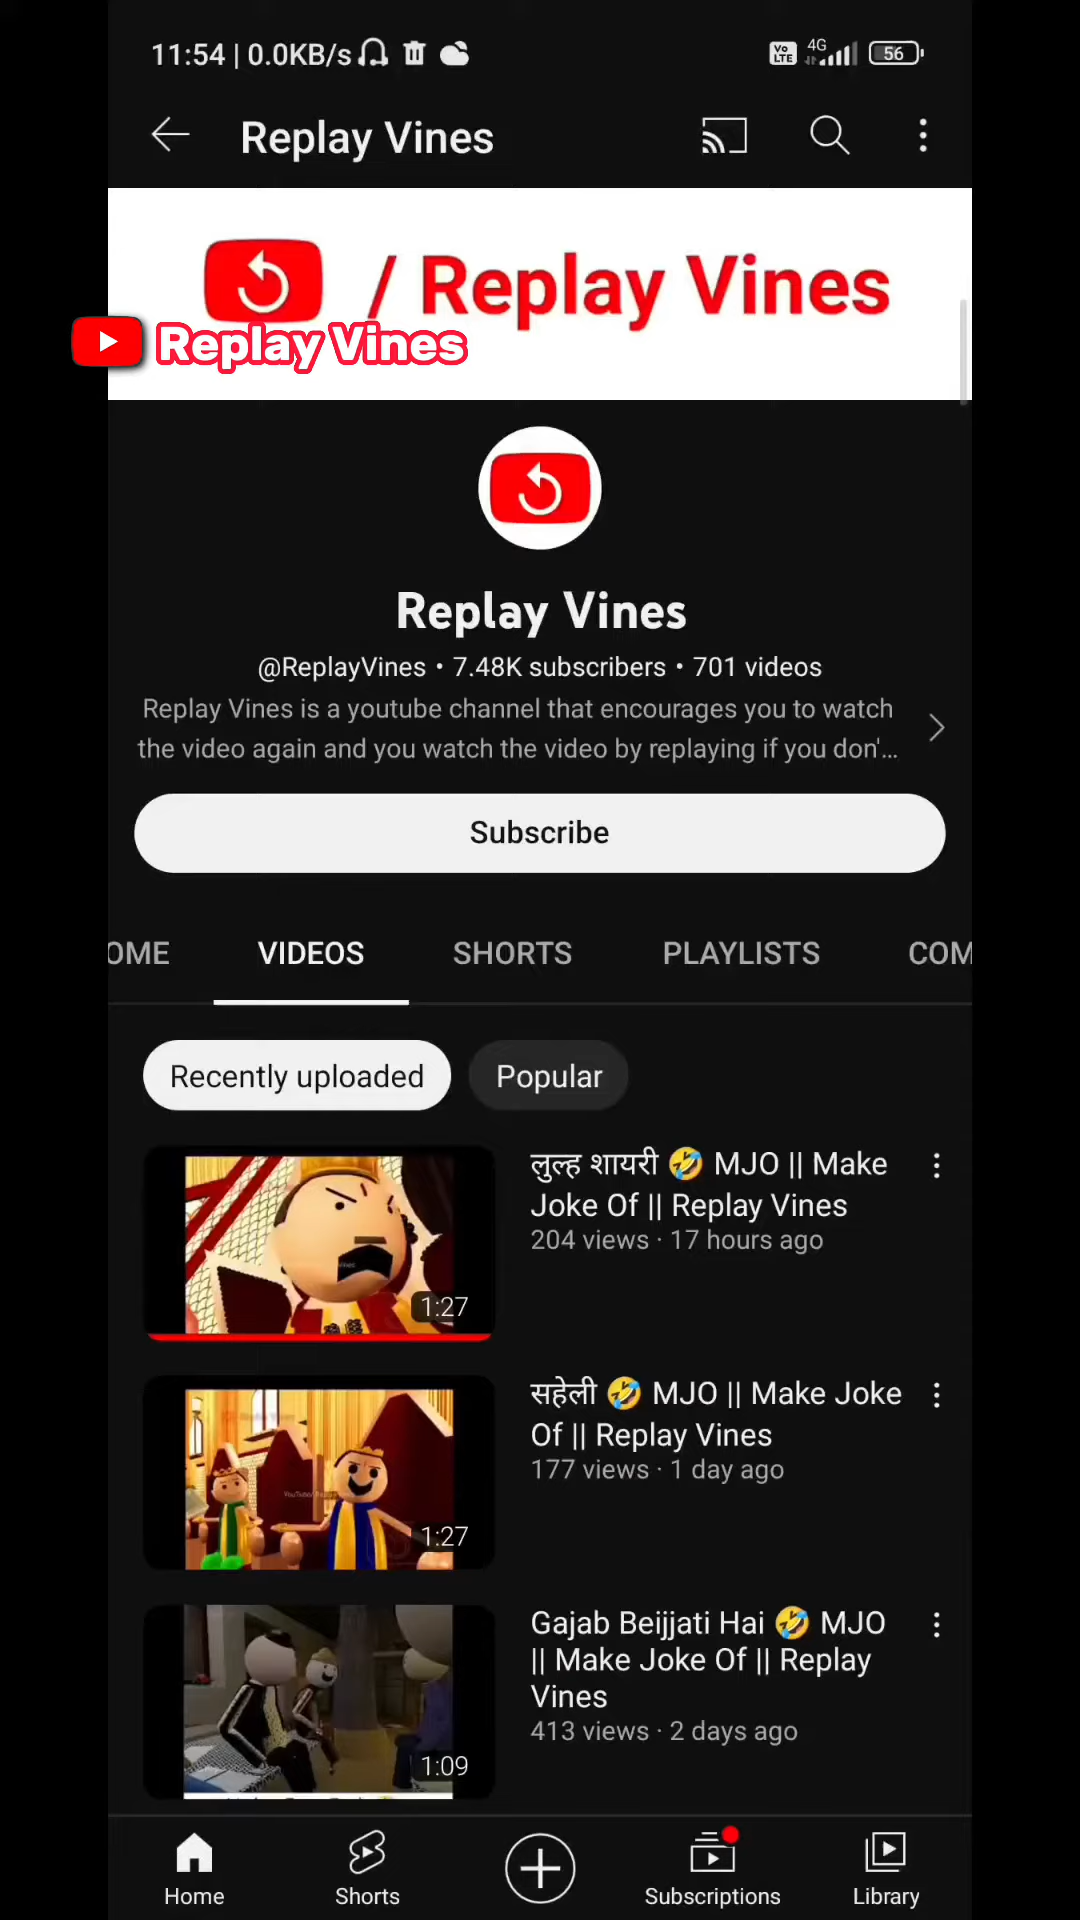 11:54 | 0.0KB/s
Vo LTE 4G 56
Replay Vines
/ Replay Vines
Replay Vines
Replay Vines
@ReplayVines • 7.48K subscribers • 701 videos
Replay Vines is a youtube channel that encourages you to watch
the video again and you watch the video by replaying if you don'...
Subscribe
OME VIDEOS SHORTS PLAYLISTS COM
Recently uploaded Popular
लुल्ह शायरी 🤣 MJO || Make
Joke Of || Replay Vines
204 views · 17 hours ago
1:27
सहेली 🤣 MJO || Make Joke
Of || Replay Vines
177 views · 1 day ago
1:27
Gajab Beijjati Hai 🤣 MJO
|| Make Joke Of || Replay
Vines
413 views · 2 days ago
1:09
Home Shorts Subscriptions Library